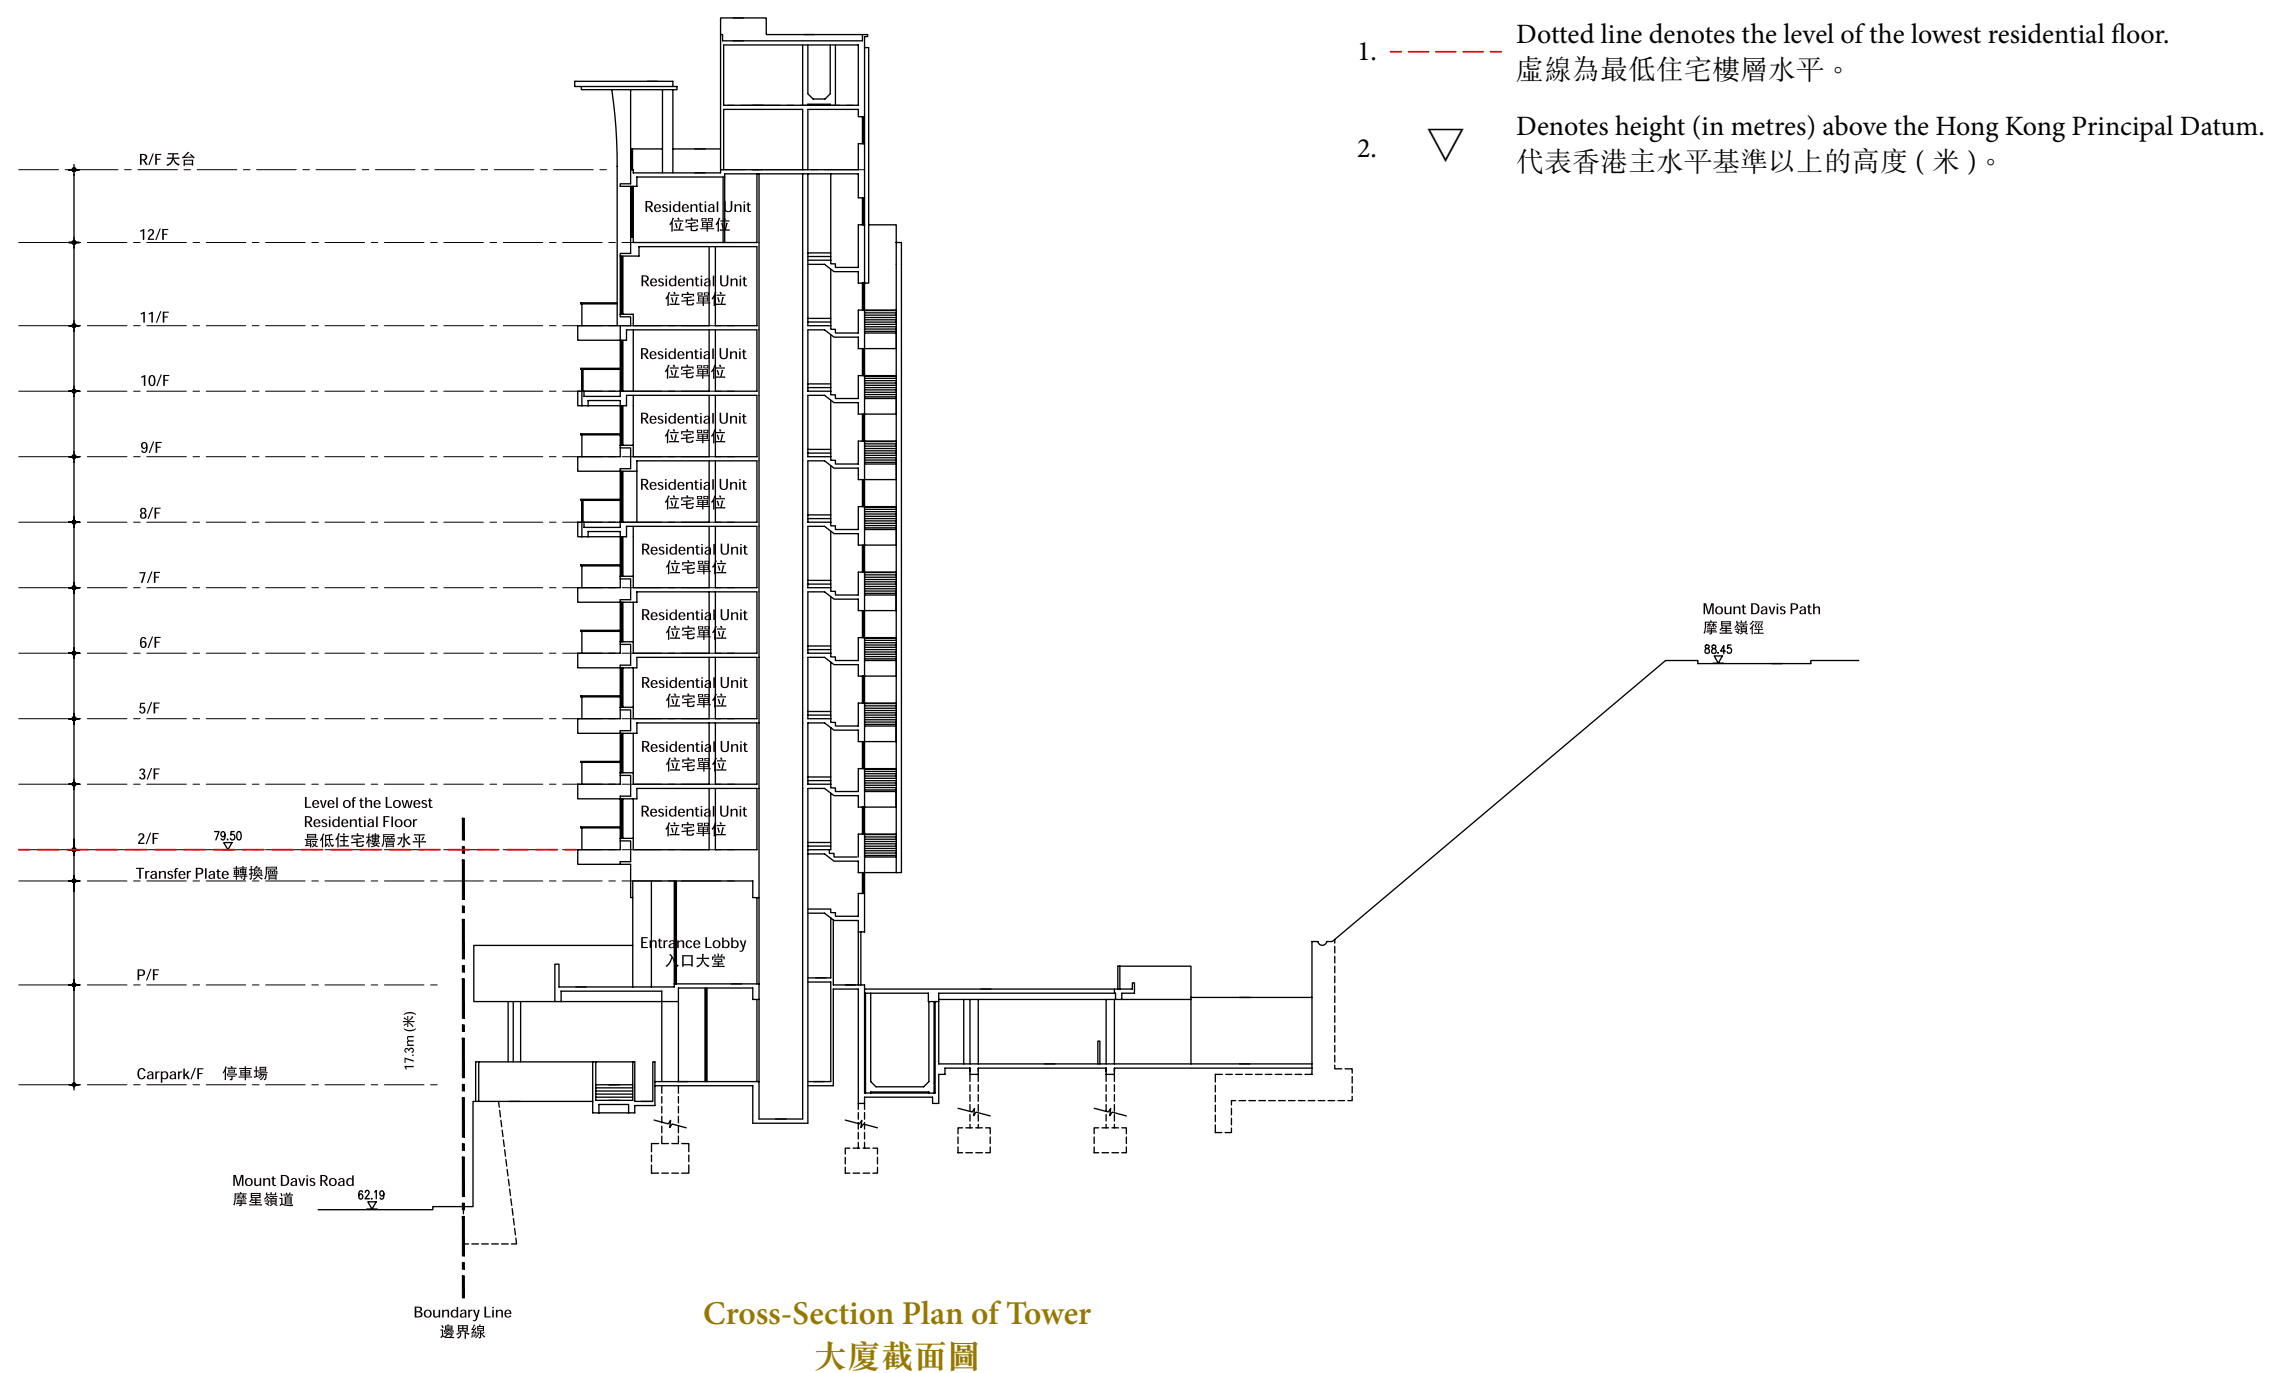 1. Dotted line denotes the level of the lowest residential floor.
虛線為最低住宅樓層水平。
2. Denotes height (in metres) above the Hong Kong Principal Datum.
代表香港主水平基準以上的高度 ( 米 )。
R/F 天台
Residential Unit
位宅單位
12/F
Residential Unit
位宅單位
11/F
Residential Unit
位宅單位
10/F
Residential Unit
位宅單位
9/F
Residential Unit
位宅單位
8/F
Residential Unit
位宅單位
7/F
Residential Unit
位宅單位
6/F
Residential Unit
位宅單位
5/F
Residential Unit
位宅單位
3/F
Residential Unit
位宅單位
Level of the Lowest
Residential Floor
最低住宅樓層水平
2/F
79.50
Transfer Plate 轉換層
Entrance Lobby
入口大堂
P/F
17.3m (米)
Carpark/F 停車場
Mount Davis Path
摩星嶺徑
88.45
Mount Davis Road
摩星嶺道
62.19
Boundary Line
邊界線
Cross-Section Plan of Tower
大廈截面圖